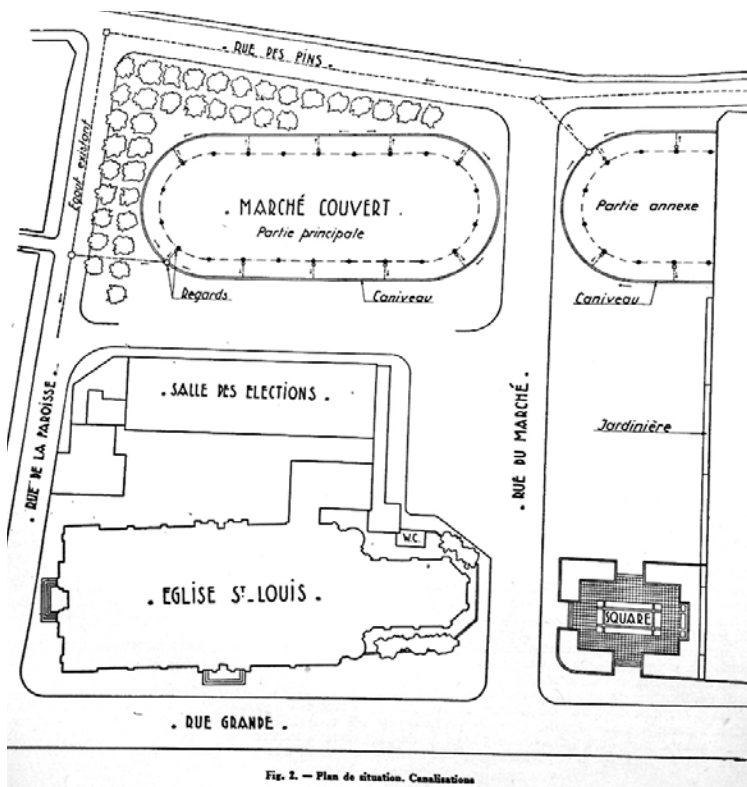 . RUE DES PINS .
Egout existant
. MARCHÉ COUVERT .
Partie principale
Partie annexe
Regards
Caniveau
Caniveau
. SALLE DES ELECTIONS .
. RUE DE LA PAROISSE .
. RUE DU MARCHÉ .
Jardinière
W.C.
. EGLISE ST-LOUIS .
SQUARE
. RUE GRANDE .
Fig. 2. — Plan de situation. Canalisations